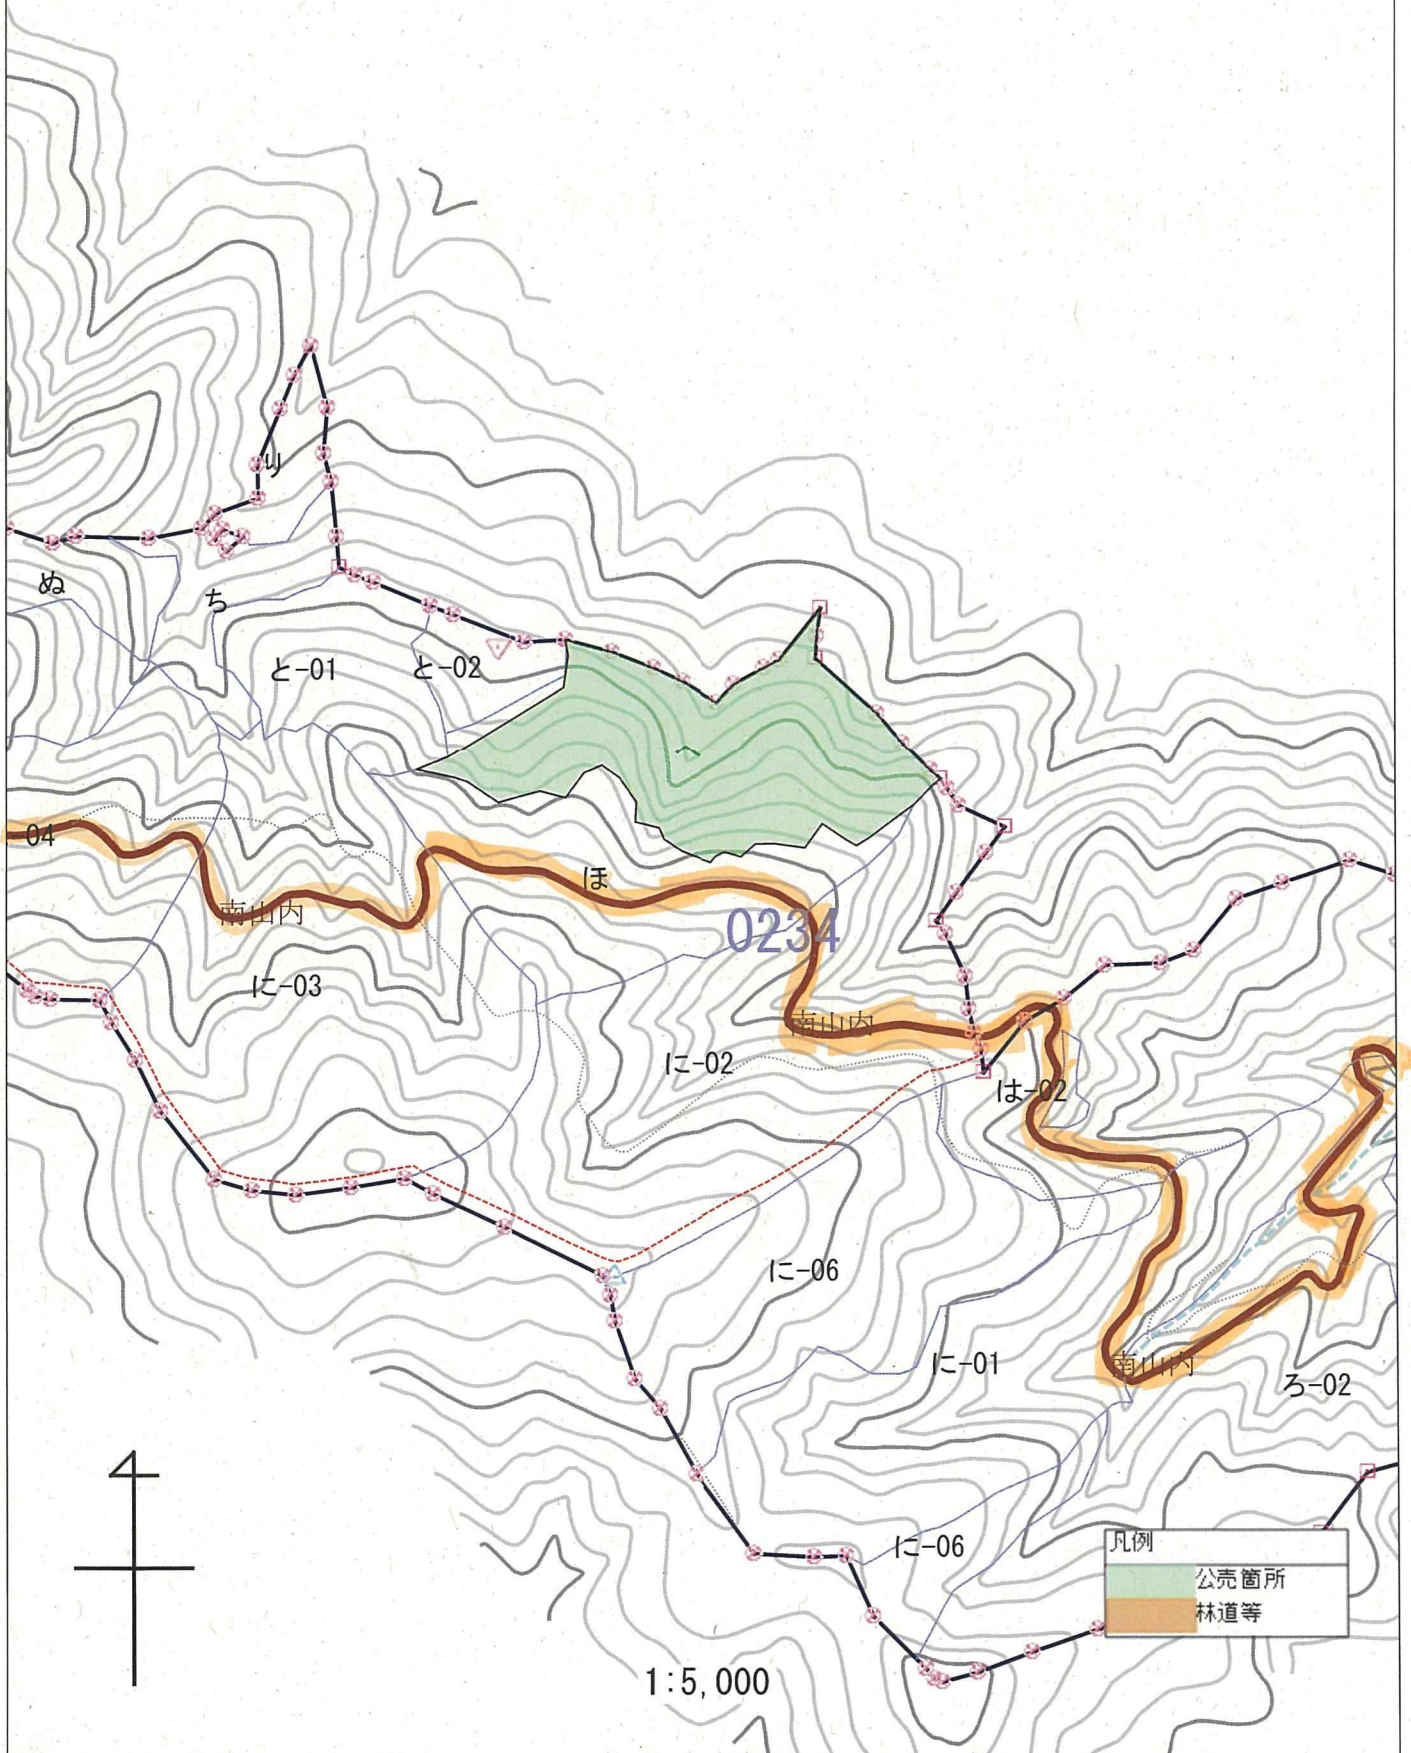 り
ぬ
ち
と-01
と-02
へ
04
ほ
南山内
0234
に-03
南山内
に-02
は-02
に-06
に-01
南山内
ろ-02
に-06
凡例
公売箇所
林道等
1:5,000